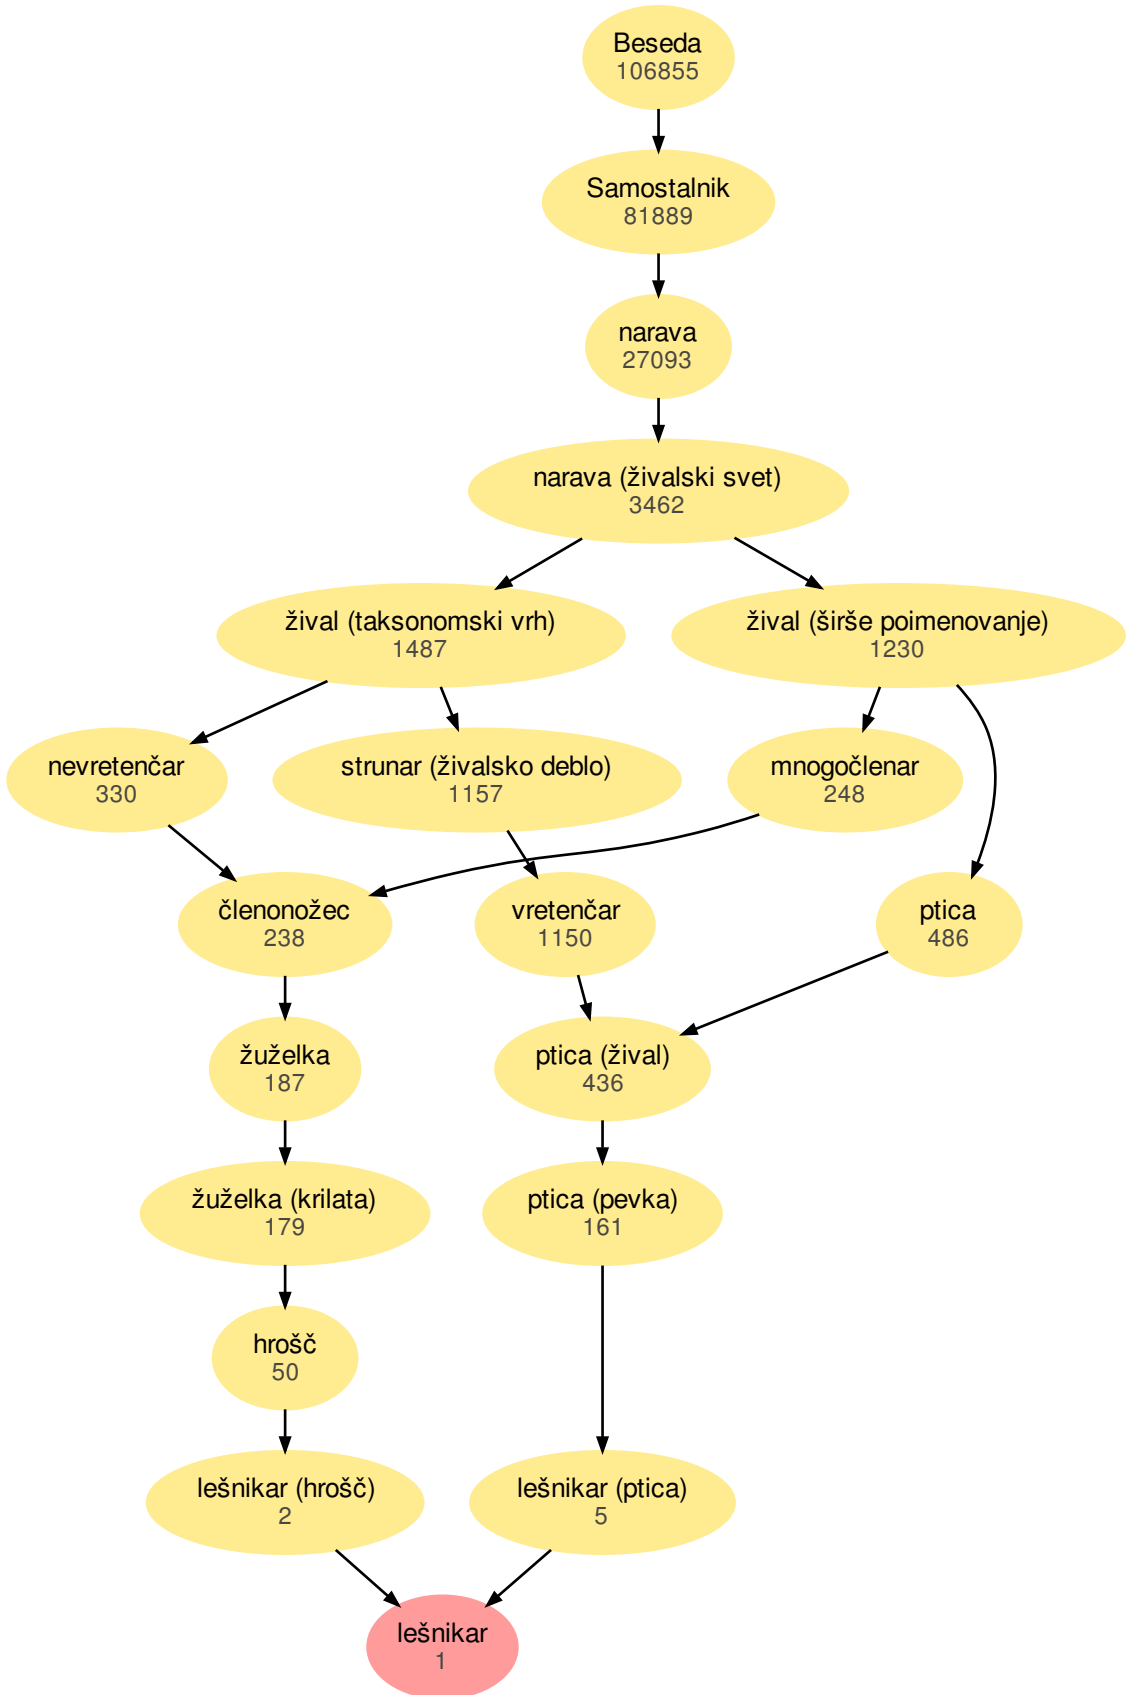 Beseda
106855
Samostalnik
81889
narava
27093
narava (živalski svet)
3462
žival (taksonomski vrh)
1487
žival (širše poimenovanje)
1230
nevretenčar
330
strunar (živalsko deblo)
1157
mnogočlenar
248
členonožec
238
vretenčar
1150
ptica
486
žuželka
187
ptica (žival)
436
žuželka (krilata)
179
ptica (pevka)
161
hrošč
50
lešnikar (hrošč)
2
lešnikar (ptica)
5
lešnikar
1